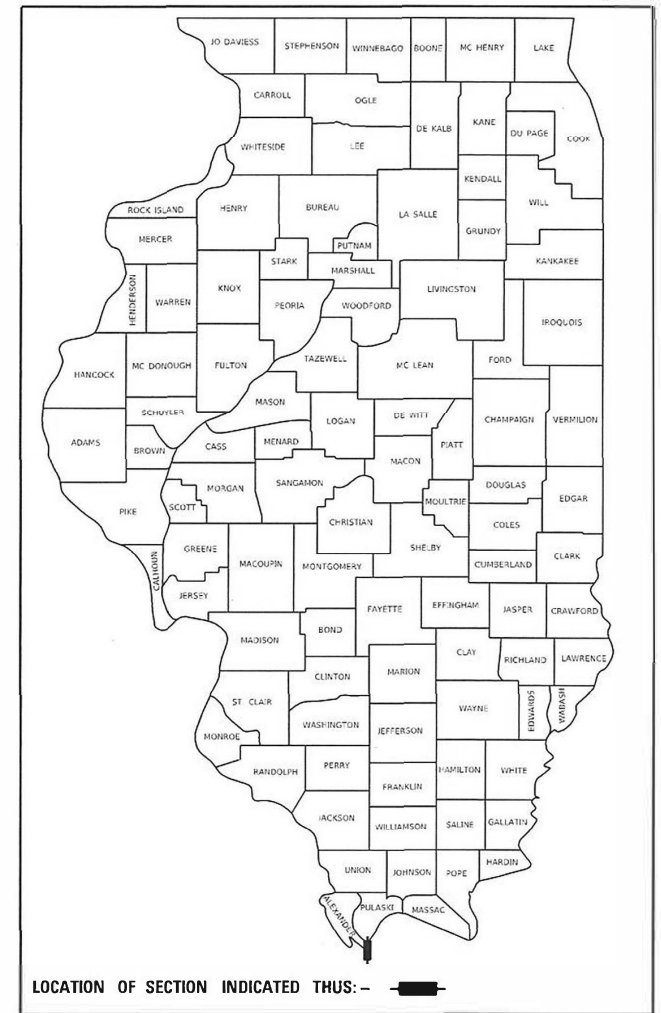 JO DAVIESS STEPHENSON WINNEBAGO BOONE MC HENRY LAKE
CARROLL OGLE DE KALB KANE DU PAGE COOK
WHITESIDE LEE KENDALL
ROCK ISLAND HENRY BUREAU LA SALLE GRUNDY WILL
MERCER PUTNAM KANKAKEE
HENDERSON WARREN KNOX STARK MARSHALL LIVINGSTON
PEORIA WOODFORD IROQUOIS
HANCOCK MC DONOUGH FULTON TAZEWELL MC LEAN FORD
SCHUYLER MASON LOGAN DE WITT CHAMPAIGN VERMILION
ADAMS BROWN CASS MENARD MACON PIATT
PIKE SCOTT MORGAN SANGAMON MOULTRIE DOUGLAS EDGAR
CHRISTIAN COLES
CALHOUN GREENE MACOUPIN MONTGOMERY SHELBY CUMBERLAND CLARK
JERSEY FAYETTE EFFINGHAM JASPER CRAWFORD
MADISON BOND CLAY RICHLAND LAWRENCE
CLINTON MARION
ST. CLAIR WASHINGTON JEFFERSON WAYNE EDWARDS WABASH
MONROE
RANDOLPH PERRY FRANKLIN HAMILTON WHITE
JACKSON WILLIAMSON SALINE GALLATIN
UNION JOHNSON POPE HARDIN
ALEXANDER PULASKI MASSAC
LOCATION OF SECTION INDICATED THUS: –